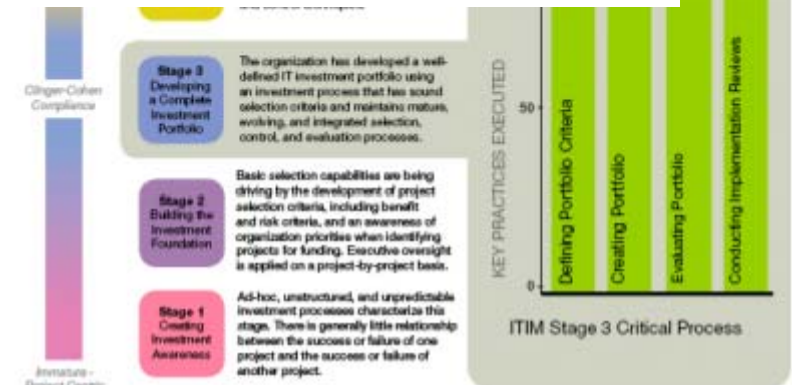 Stage 3
Developing
a Complete
Investment
Portfolio
The organization has developed a well-
defined IT investment portfolio using
an investment process that has sound
selection criteria and maintains mature,
evolving, and integrated selection,
control, and evaluation processes.
Clinger-Cohen
Compliance
Stage 2
Building the
Investment
Foundation
Basic selection capabilities are being
driving by the development of project
selection criteria, including benefit
and risk criteria, and an awareness of
organization priorities when identifying
projects for funding. Executive oversight
is applied on a project-by-project basis.
Stage 1
Creating
Investment
Awareness
Ad-hoc, unstructured, and unpredictable
investment processes characterize this
stage. There is generally little relationship
between the success or failure of one
project and the success or failure of
another project.
Immature -
KEY PRACTICES EXECUTED
50
0
Defining Portfolio Criteria
Creating Portfolio
Evaluating Portfolio
Conducting Implementation Reviews
ITIM Stage 3 Critical Process